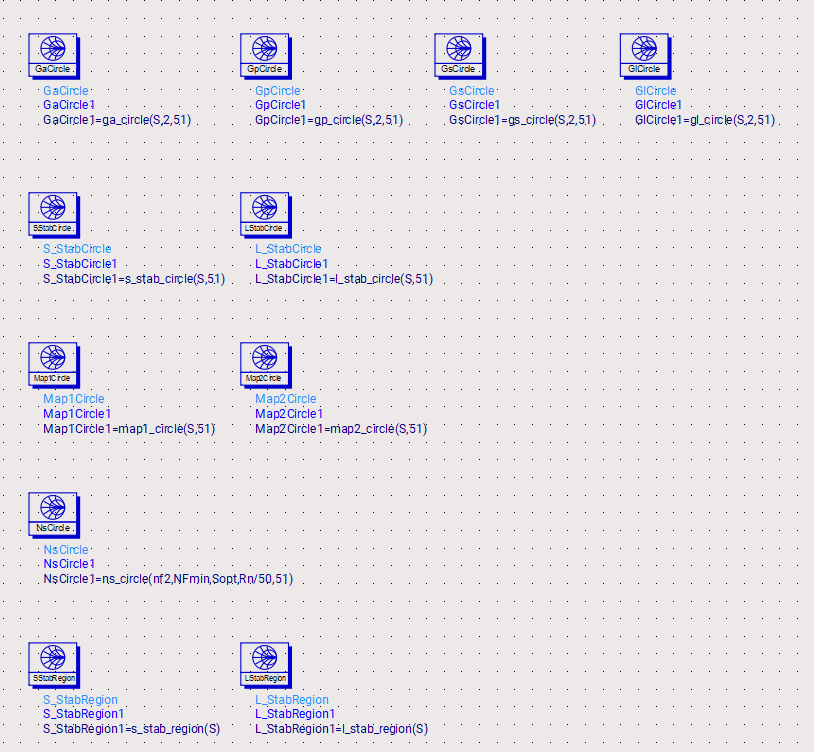 GaCircle
GpCircle
GsCircle
GlCircle
GaCircle
GaCircle1
GaCircle1=ga_circle(S,2,51)
GpCircle
GpCircle1
GpCircle1=gp_circle(S,2,51)
GsCircle
GsCircle1
GsCircle1=gs_circle(S,2,51)
GlCircle
GlCircle1
GlCircle1=gl_circle(S,2,51)
SStabCircle
LStabCircle
S_StabCircle
S_StabCircle1
S_StabCircle1=s_stab_circle(S,51)
L_StabCircle
L_StabCircle1
L_StabCircle1=l_stab_circle(S,51)
Map1Circle
Map2Circle
Map1Circle
Map1Circle1
Map1Circle1=map1_circle(S,51)
Map2Circle
Map2Circle1
Map2Circle1=map2_circle(S,51)
NsCircle
NsCircle
NsCircle1
NsCircle1=ns_circle(nf2,NFmin,Sopt,Rn/50,51)
SStabRegion
LStabRegion
S_StabRegion
S_StabRegion1
S_StabRegion1=s_stab_region(S)
L_StabRegion
L_StabRegion1
L_StabRegion1=l_stab_region(S)